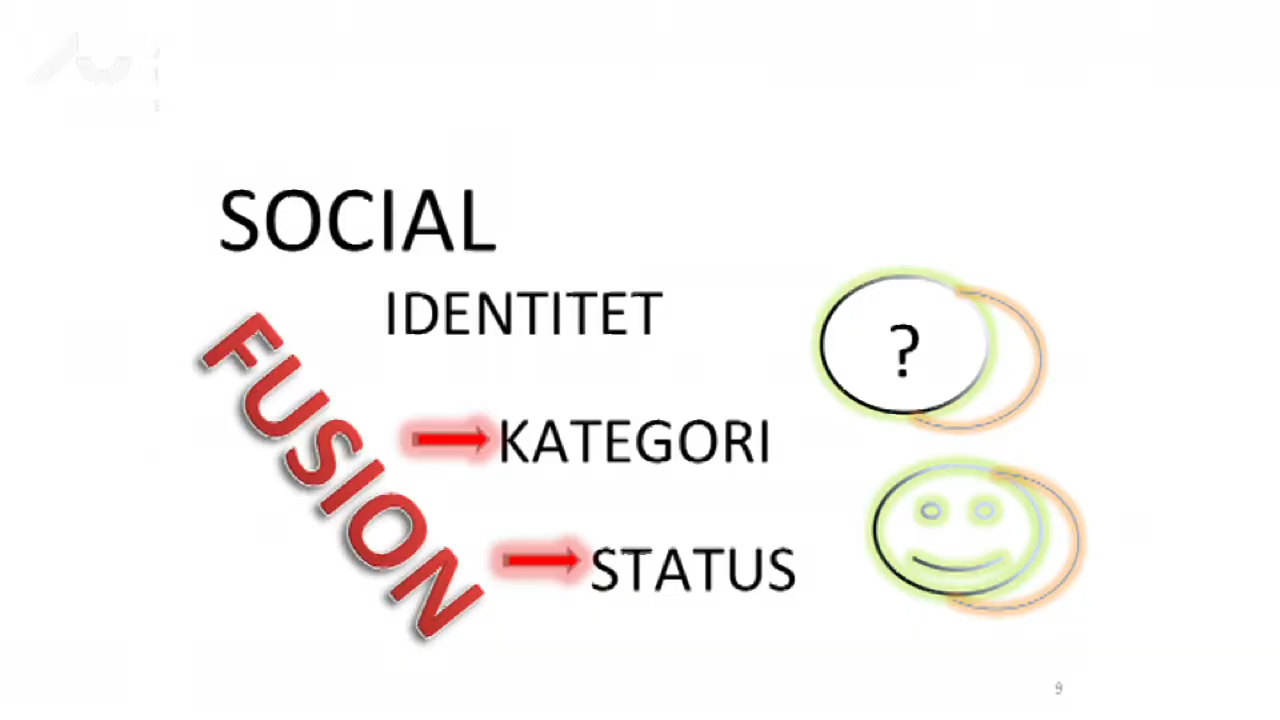 SOCIAL
IDENTITET
?
FUSION
KATEGORI
STATUS
9